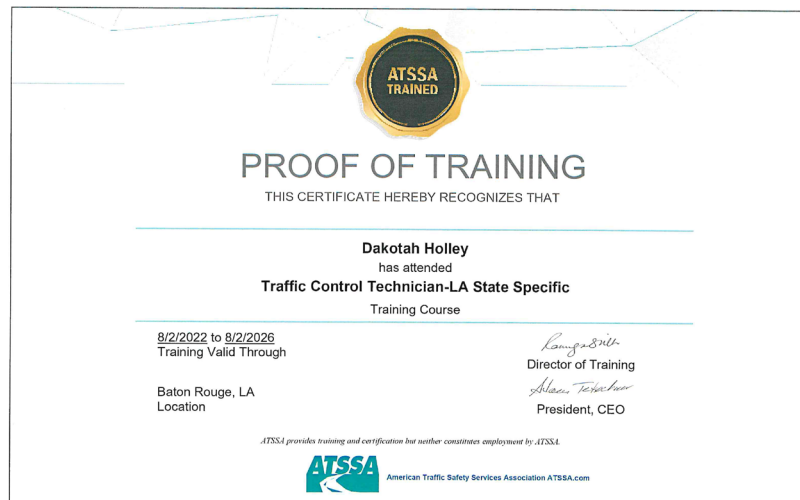 ATSSA
TRAINED
PROOF OF TRAINING
THIS CERTIFICATE HEREBY RECOGNIZES THAT
Dakotah Holley
has attended
Traffic Control Technician-LA State Specific
Training Course
8/2/2022 to 8/2/2026
Training Valid Through
Director of Training
Baton Rouge, LA
Location
President, CEO
ATSSA provides training and certification but neither constitutes employment by ATSSA.
ATSSA
American Traffic Safety Services Association ATSSA.com